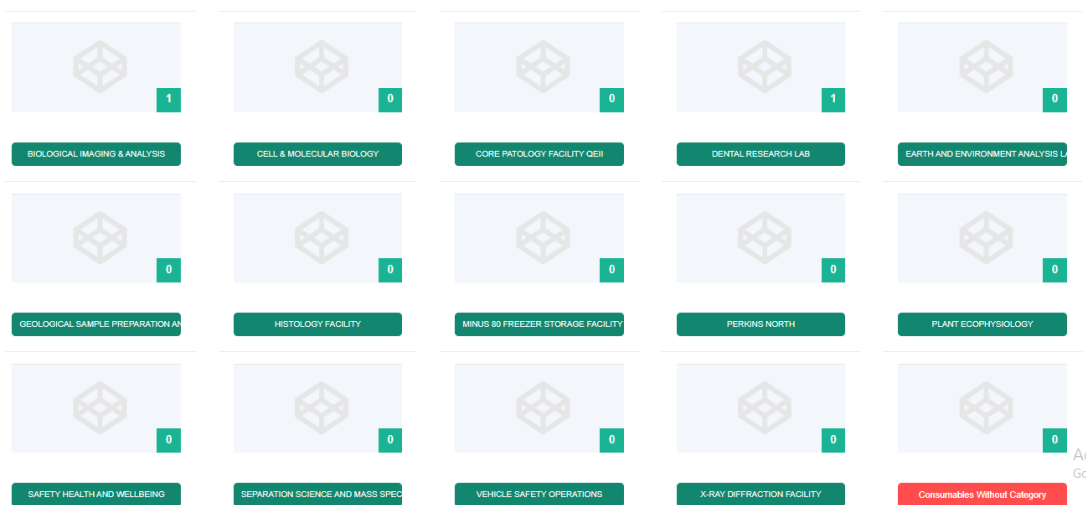 1 0 0 1 0
BIOLOGICAL IMAGING & ANALYSIS CELL & MOLECULAR BIOLOGY CORE PATOLOGY FACILITY QEII DENTAL RESEARCH LAB EARTH AND ENVIRONMENT ANALYSIS
0 0 0 0 0
GEOLOGICAL SAMPLE PREPARATION HISTOLOGY FACILITY MINUS 80 FREEZER STORAGE FACILITY PERKINS NORTH PLANT ECOPHYSIOLOGY
0 0 0 0 0
SAFETY HEALTH AND WELLBEING SEPARATION SCIENCE AND MASS SPEC VEHICLE SAFETY OPERATIONS X-RAY DIFFRACTION FACILITY Consumables Without Category